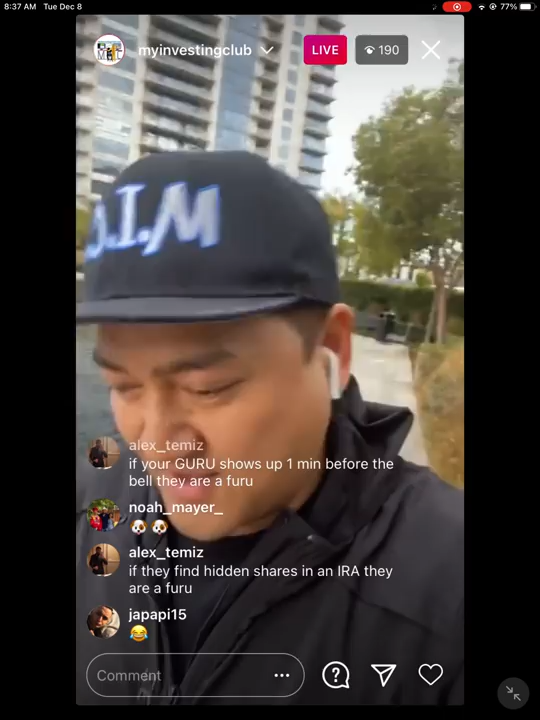 8:37 AM Tue Dec 8
77%
myinvestingclub
LIVE
190
M.I.C
alex_temiz
if your GURU shows up 1 min before the
bell they are a furu
noah_mayer_
🐶🐶
alex_temiz
if they find hidden shares in an IRA they
are a furu
japapi15
😂
Comment